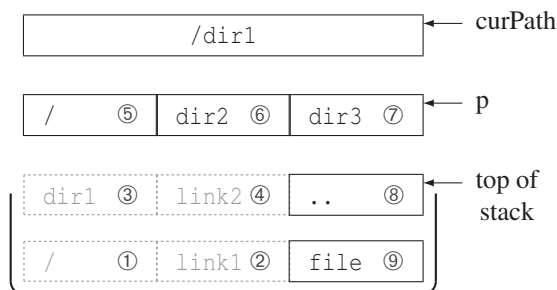 /dir1 curPath
/ ⑤ dir2 ⑥ dir3 ⑦ p
dir1 ③ link2 ④ .. ⑧ top of
stack
/ ① link1 ② file ⑨